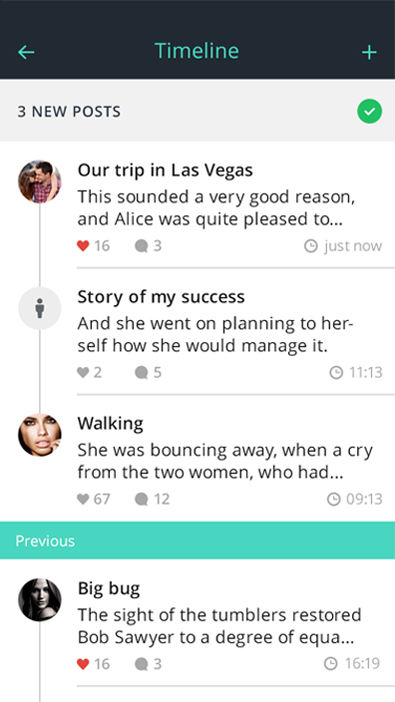 Timeline
3 NEW POSTS
Our trip in Las Vegas
This sounded a very good reason,
and Alice was quite pleased to...
16 3 just now
Story of my success
And she went on planning to her-
self how she would manage it.
2 5 11:13
Walking
She was bouncing away, when a cry
from the two women, who had...
67 12 09:13
Previous
Big bug
The sight of the tumblers restored
Bob Sawyer to a degree of equa...
16 3 16:19